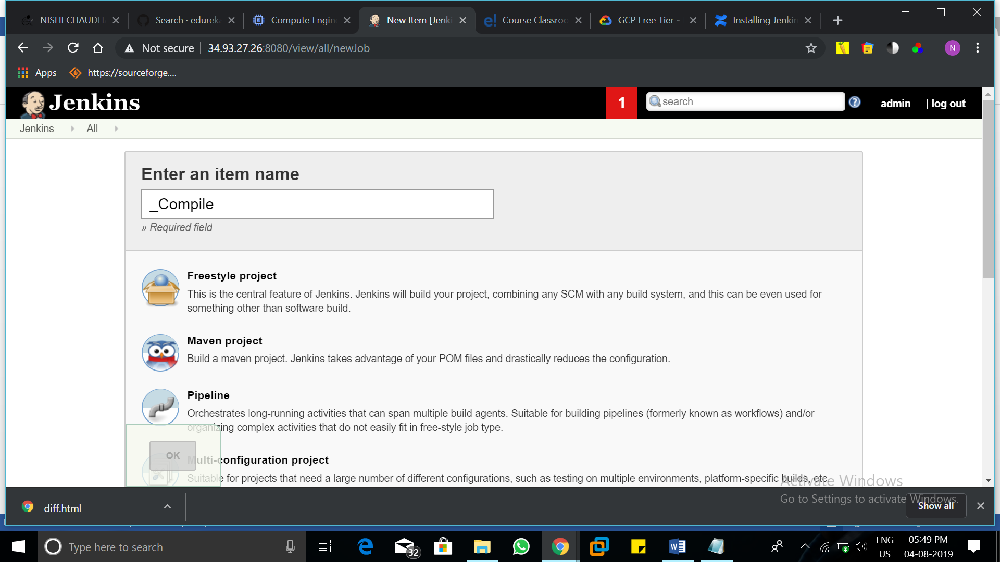 NISHI CHAUDH
Search · edurek
Compute Engin
New Item [Jenki
e! Course Classroo
GCP Free Tier -
Installing Jenkin
Not secure
34.93.27.26:8080/view/all/newJob
N
Apps
https://sourceforge....
Jenkins
1
search
?
admin
| log out
Jenkins
All
Enter an item name
_Compile
» Required field
Freestyle project
This is the central feature of Jenkins. Jenkins will build your project, combining any SCM with any build system, and this can be even used for
something other than software build.
Maven project
Build a maven project. Jenkins takes advantage of your POM files and drastically reduces the configuration.
Pipeline
Orchestrates long-running activities that can span multiple build agents. Suitable for building pipelines (formerly known as workflows) and/or
organizing complex activities that do not easily fit in free-style job type.
OK
Multi-configuration project
Suitable for projects that need a large number of different configurations, such as testing on multiple environments, platform-specific builds, etc.
Activate Windows
Go to Settings to activate Windows.
diff.html
Show all
Type here to search
32
ENG
US
05:49 PM
04-08-2019